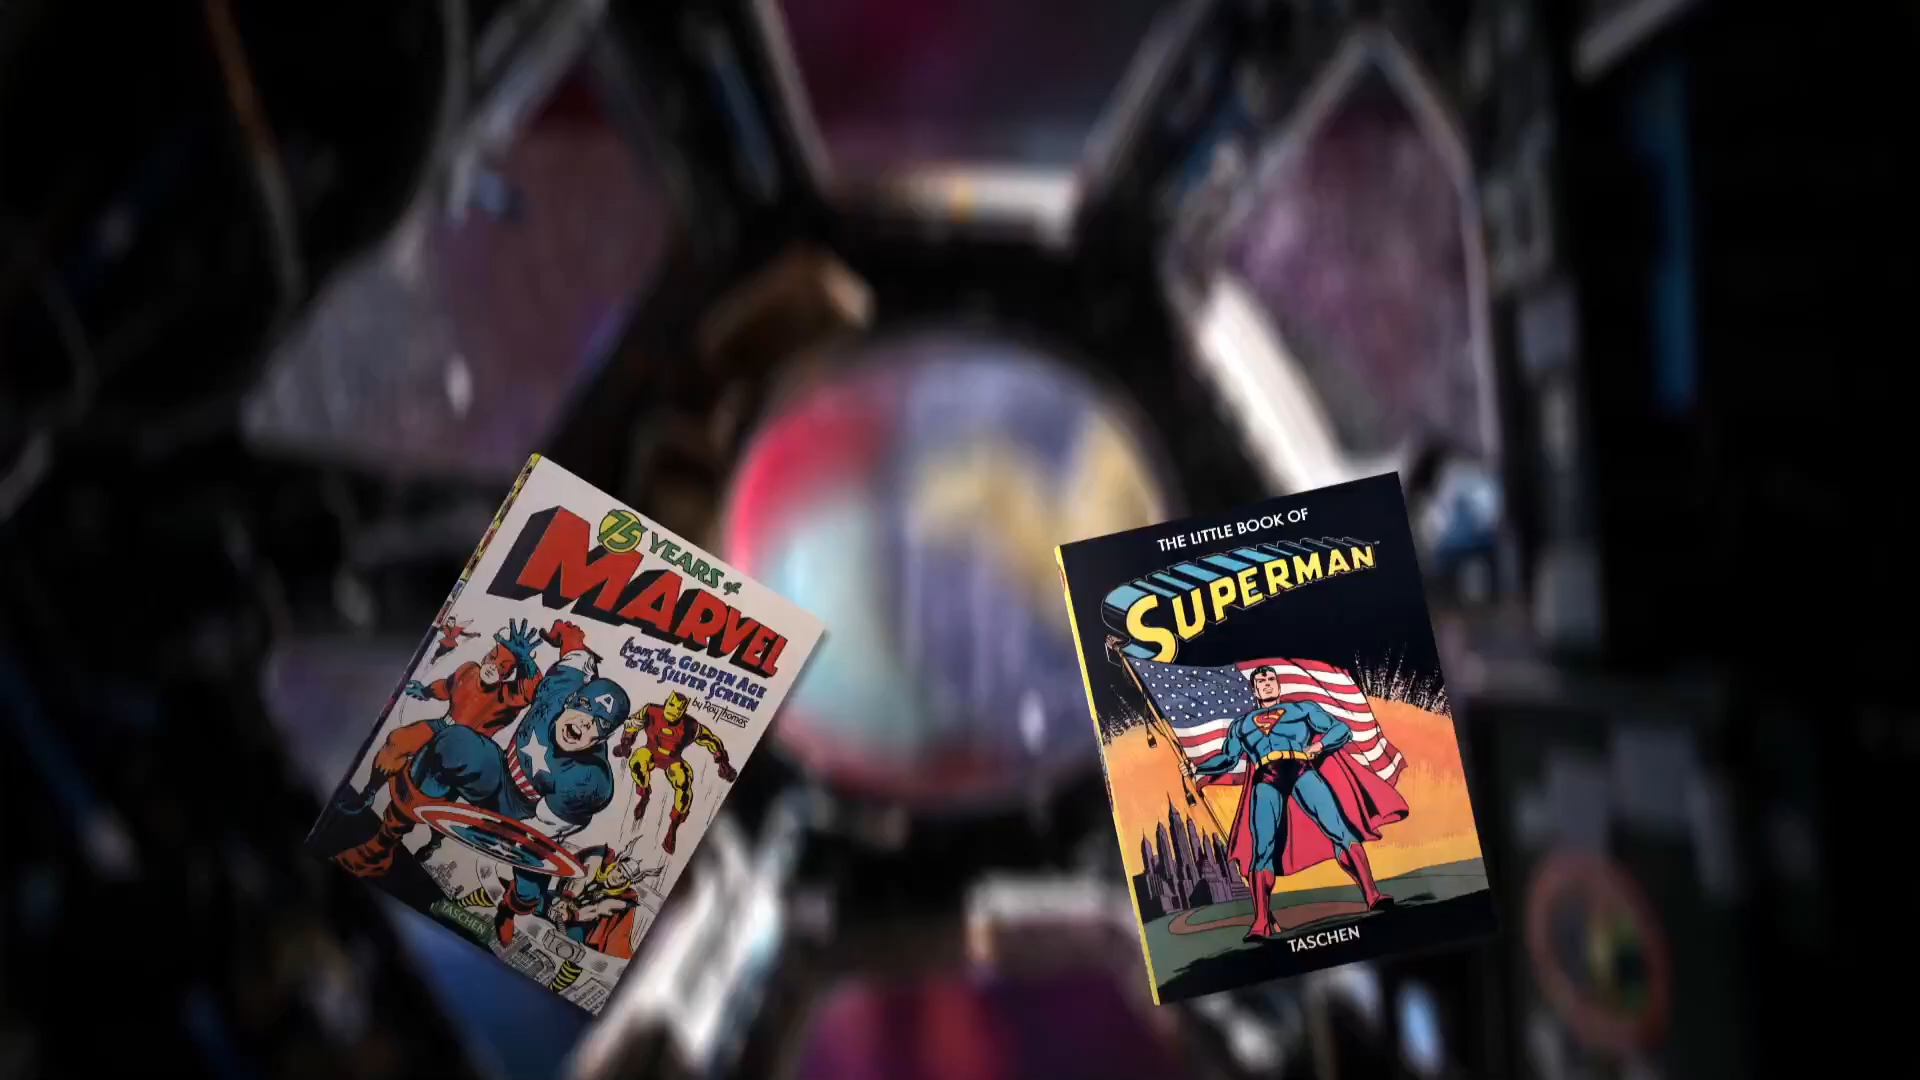 75 YEARS of
MARVEL
from the GOLDEN AGE
to the SILVER SCREEN
by Roy Thomas
A
TASCHEN
THE LITTLE BOOK OF
SUPERMAN
S
TASCHEN